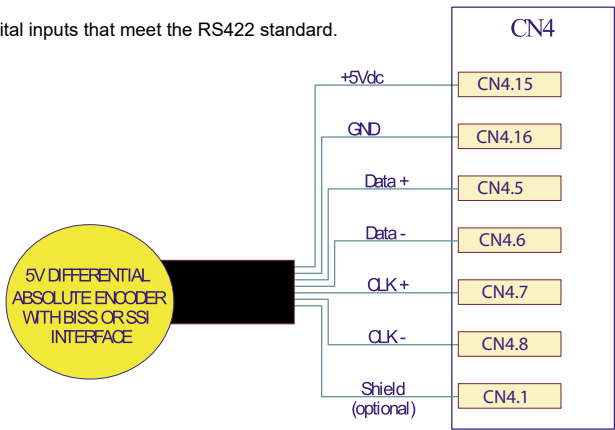 ital inputs that meet the RS422 standard.
CN4
+5Vdc
CN4.15
GND
CN4.16
Data +
CN4.5
Data -
CN4.6
CLK +
CN4.7
CLK -
CN4.8
Shield
(optional)
CN4.1
5V DIFFERENTIAL
ABSOLUTE ENCODER
WITH BISS OR SSI
INTERFACE